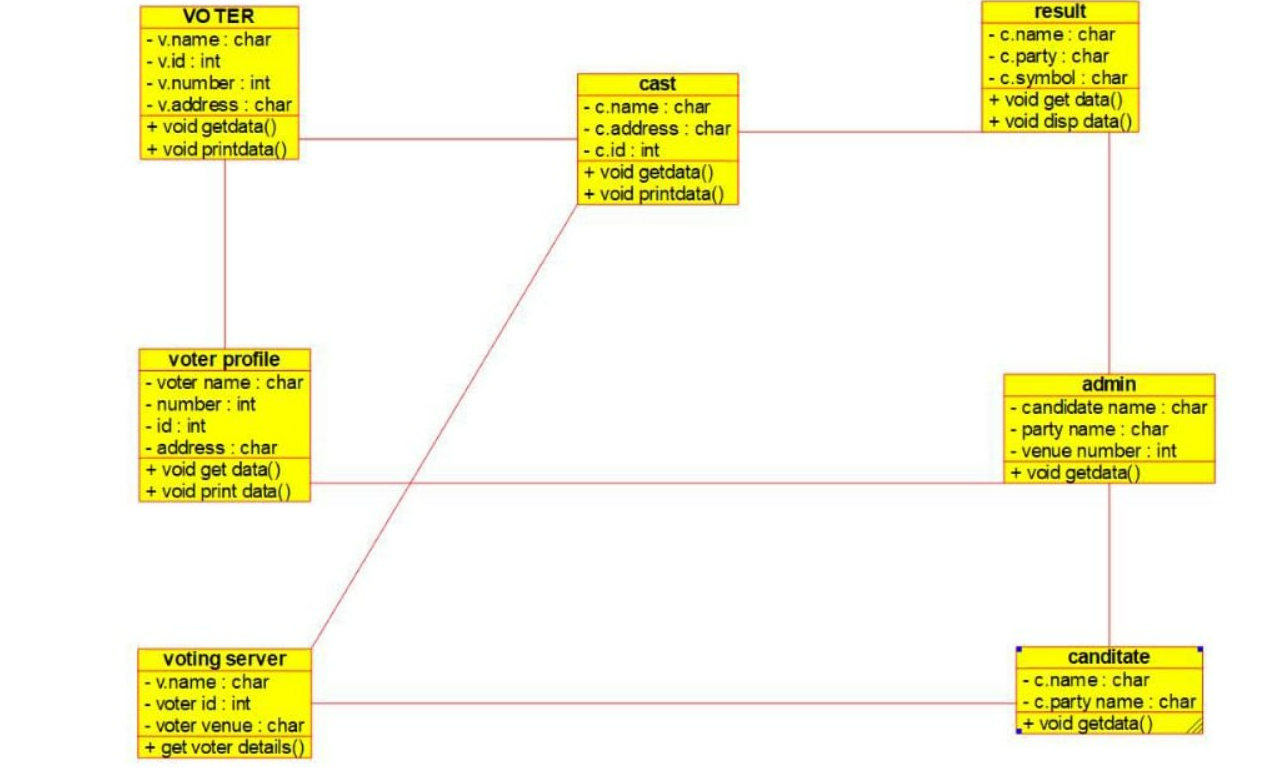 VOTER
- v.name : char
- v.id : int
- v.number : int
- v.address : char
+ void getdata()
+ void printdata()
cast
- c.name : char
- c.address : char
- c.id : int
+ void getdata()
+ void printdata()
result
- c.name : char
- c.party : char
- c.symbol : char
+ void get data()
+ void disp data()
voter profile
- voter name : char
- number : int
- id : int
- address : char
+ void get data()
+ void print data()
admin
- candidate name : char
- party name : char
- venue number : int
+ void getdata()
voting server
- v.name : char
- voter id : int
- voter venue : char
+ get voter details()
canditate
- c.name : char
- c.party name : char
+ void getdata()